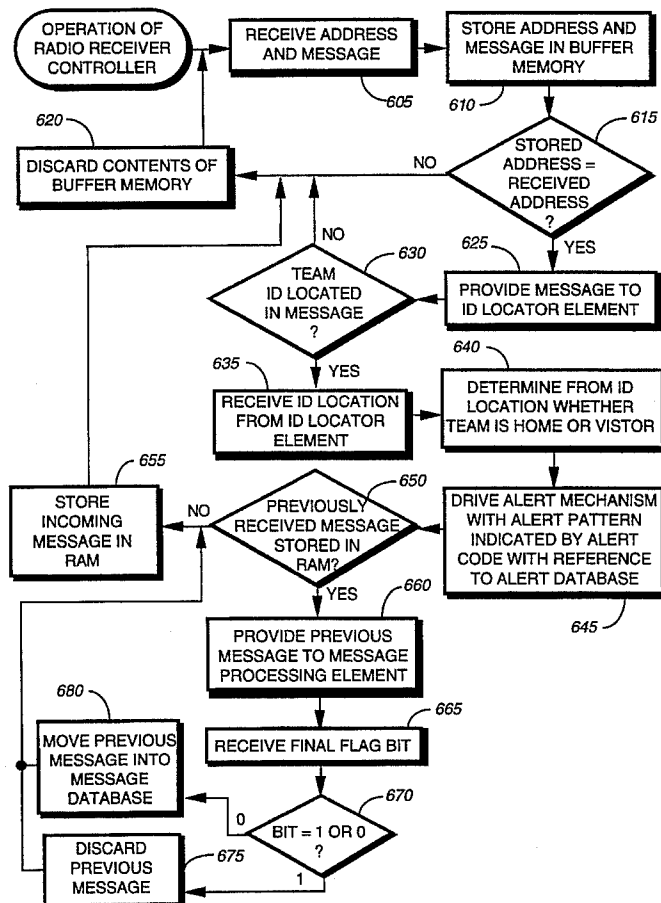 OPERATION OF
RADIO RECEIVER
CONTROLLER
RECEIVE ADDRESS
AND MESSAGE
605
STORE ADDRESS AND
MESSAGE IN BUFFER
MEMORY
610
615
STORED
ADDRESS =
RECEIVED
ADDRESS
?
NO
YES
620
DISCARD CONTENTS OF
BUFFER MEMORY
625
PROVIDE MESSAGE TO
ID LOCATOR ELEMENT
630
TEAM
ID LOCATED
IN MESSAGE
?
NO
YES
635
RECEIVE ID LOCATION
FROM ID LOCATOR
ELEMENT
640
DETERMINE FROM ID
LOCATION WHETHER
TEAM IS HOME OR VISTOR
DRIVE ALERT MECHANISM
WITH ALERT PATTERN
INDICATED BY ALERT
CODE WITH REFERENCE
TO ALERT DATABASE
645
650
PREVIOUSLY
RECEIVED MESSAGE
STORED IN
RAM?
NO
YES
655
STORE
INCOMING
MESSAGE IN
RAM
660
PROVIDE PREVIOUS
MESSAGE TO MESSAGE
PROCESSING ELEMENT
665
RECEIVE FINAL FLAG BIT
670
BIT = 1 OR 0
?
0
1
680
MOVE PREVIOUS
MESSAGE INTO
MESSAGE
DATABASE
DISCARD
PREVIOUS
MESSAGE
675